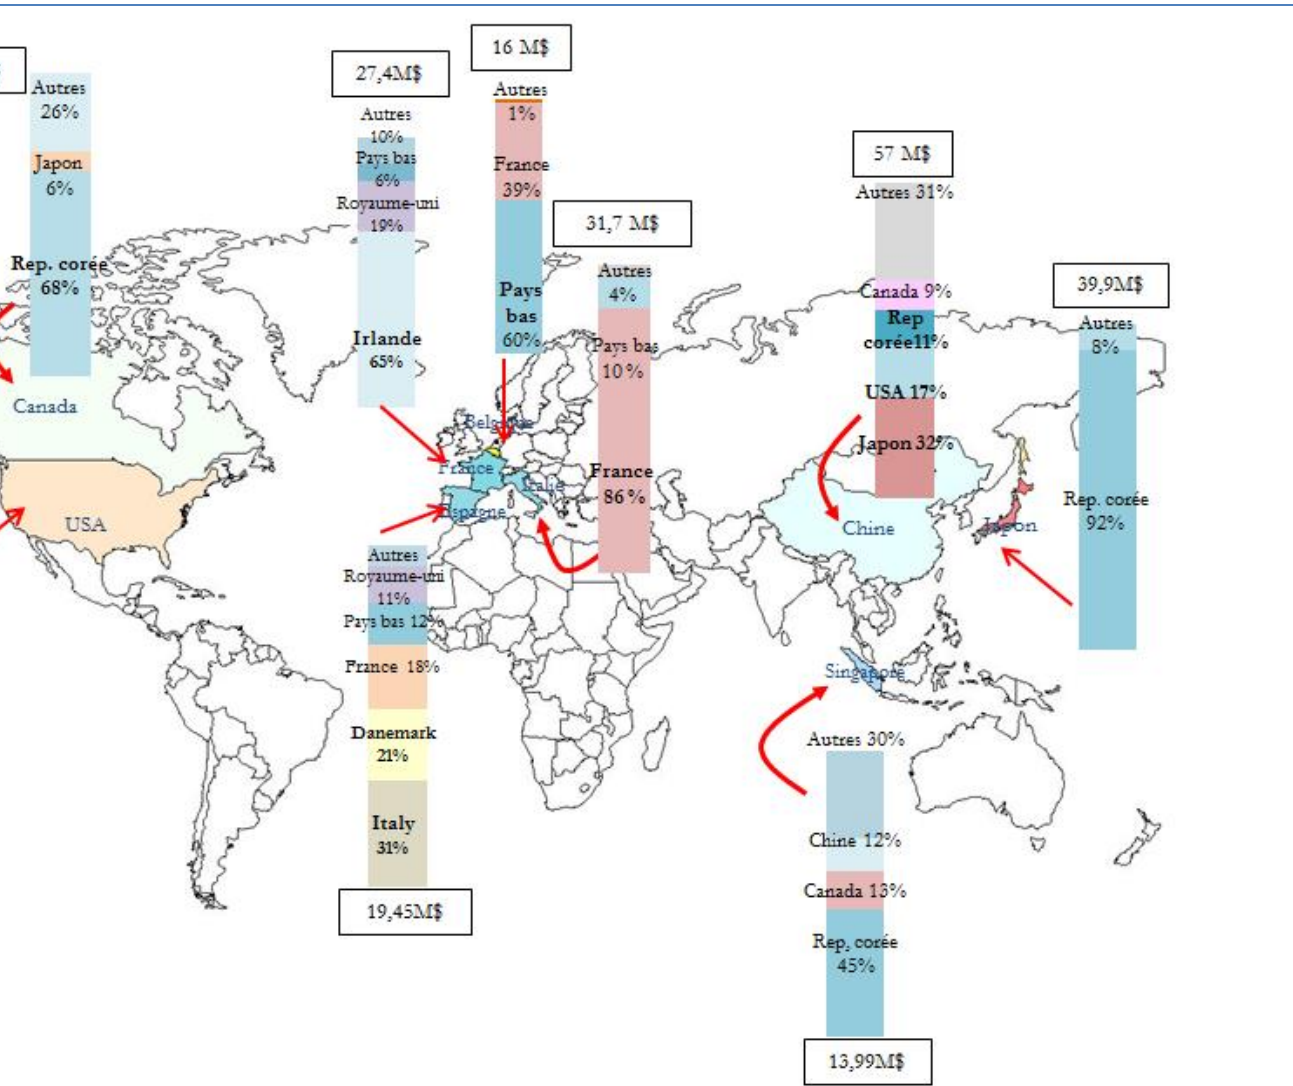 $
Autres
26%
Japon
6%
Rep. corée
68%
27,4M$
Autres
10%
Pays bas
6%
Royaume-uni
19%
Irlande
65%
16 M$
Autres
1%
France
39%
Pays
bas
60%
31,7 M$
Autres
4%
Pays bas
10 %
France
86 %
57 M$
Autres 31%
Canada 9%
Rep
corée11%
USA 17%
Japon 32%
39,9M$
Autres
8%
Rep. corée
92%
Canada
USA
Belgique
France
Italie
Espagne
Chine
Japon
Singapore
Autres
Royaume-uni
11%
Pays bas 12%
France 18%
Danemark
21%
Italy
31%
19,45M$
Autres 30%
Chine 12%
Canada 13%
Rep, corée
45%
13,99M$